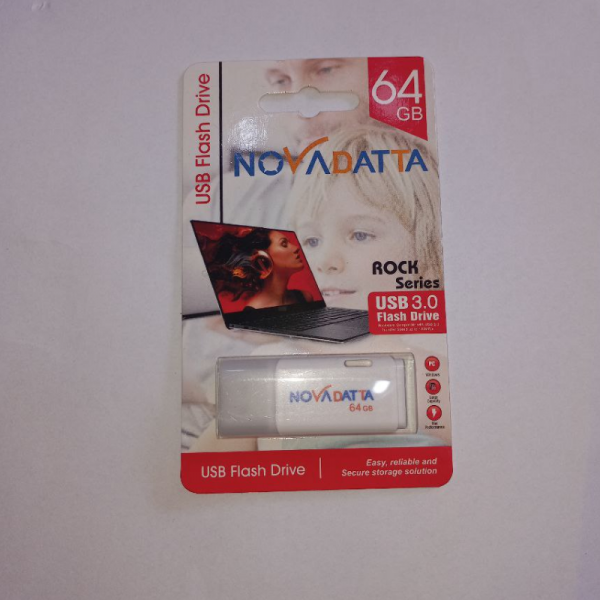 USB Flash Drive
64
GB
NOVADATTA
ROCK
Series
USB 3.0
Flash Drive
PC
NOVADATTA
64 GB
USB Flash Drive
Easy, reliable and
Secure storage solution